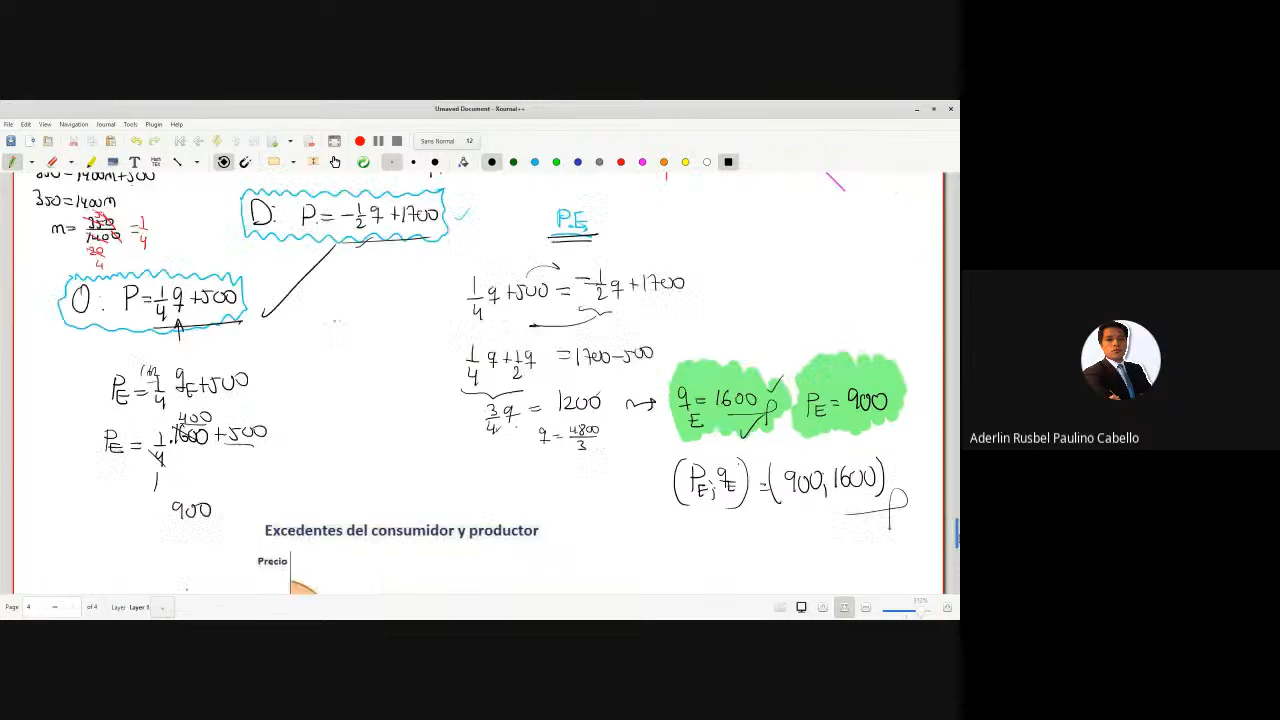 Unsaved Document - Xournal++
File Edit View Navigation Journal Tools Plugin Help
Sans Normal 12
350 = 1400m
m = 350/1400 = 1/4
D: P = -1/2 q + 1700
P.E
O: P = 1/4 q + 500
1/4 q + 500 = -1/2 q + 1700
1/4 q + 1/2 q = 1700 - 500
3/4 q = 1200
q = 4800/3
q_E = 1600
P_E = 900
P_E = 1/4 q_E + 500
P_E = 1/4 . 1600 + 500
400
1
900
(P_E; q_E) = (900; 1600)
Excedentes del consumidor y productor
Precio
Page 4 of 4 Layer Layer 1
312%
Aderlin Rusbel Paulino Cabello